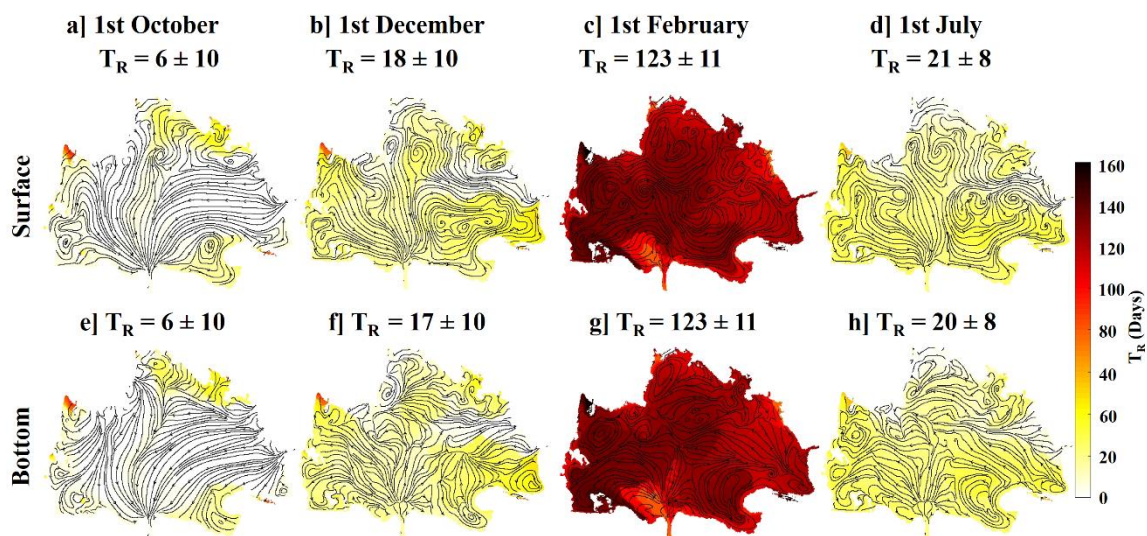 a] 1st October
T_R = 6 ± 10
b] 1st December
T_R = 18 ± 10
c] 1st February
T_R = 123 ± 11
d] 1st July
T_R = 21 ± 8
Surface
e] T_R = 6 ± 10
f] T_R = 17 ± 10
g] T_R = 123 ± 11
h] T_R = 20 ± 8
Bottom
160
140
120
100
80
60
40
60
20
0
T_R (Days)